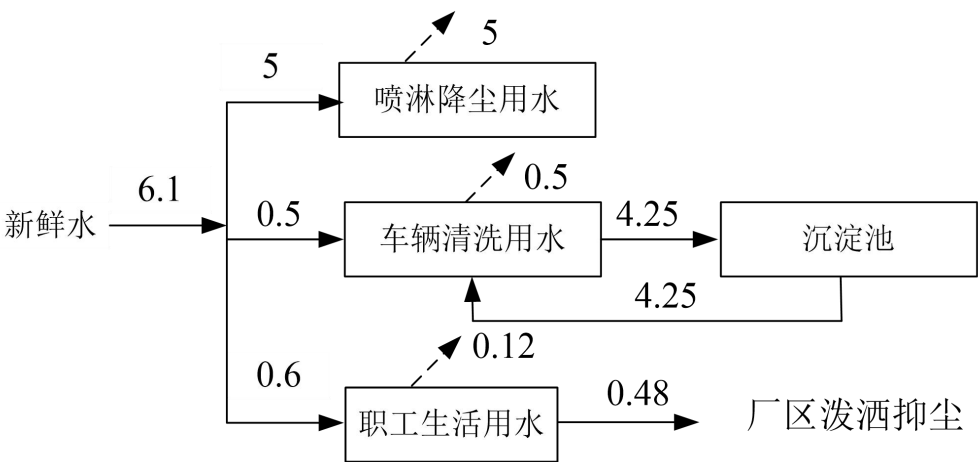 5
5
喷淋降尘用水
6.1
新鲜水
0.5
0.5
车辆清洗用水
4.25
沉淀池
4.25
0.12
0.6
职工生活用水
0.48
厂区泼洒抑尘